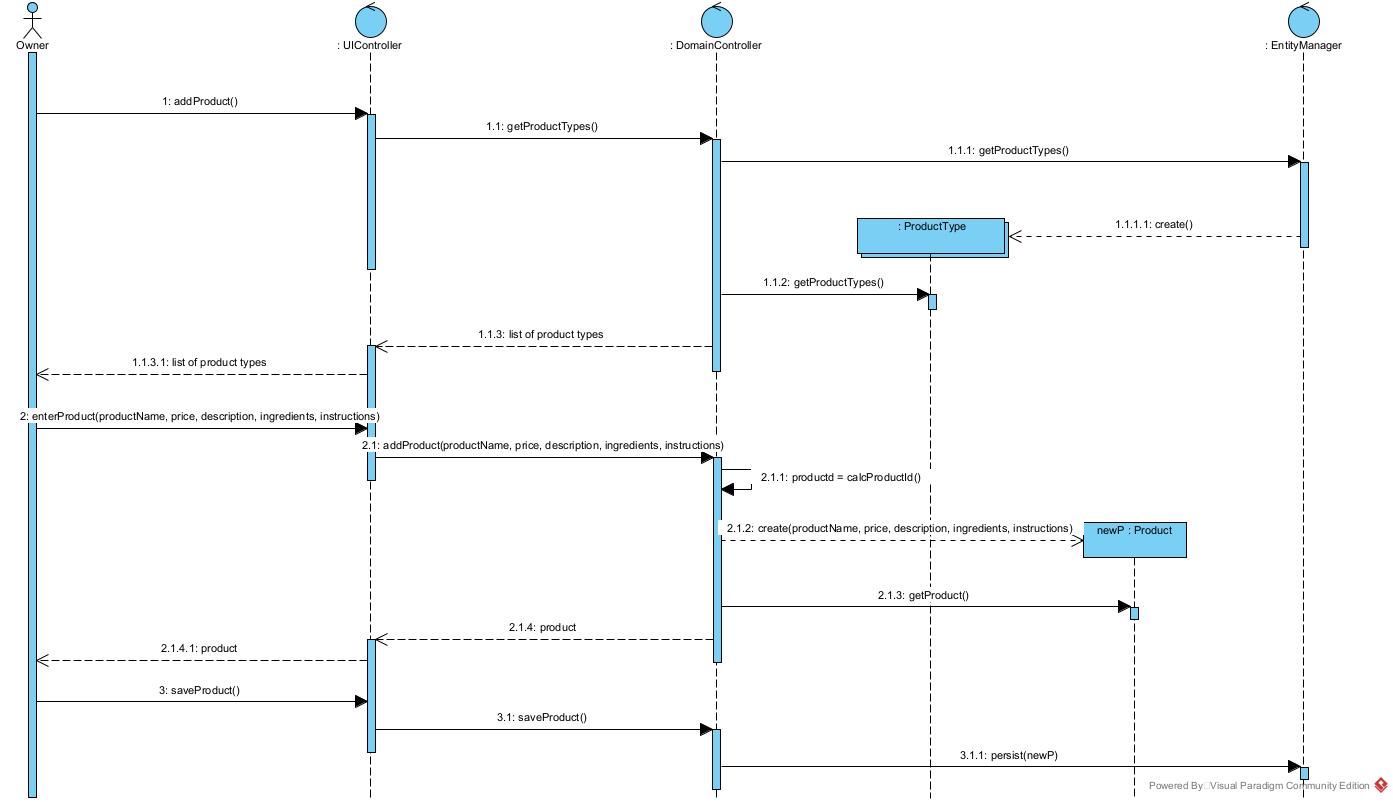 Owner
: UIController
: DomainController
: EntityManager
1: addProduct()
1.1: getProductTypes()
1.1.1: getProductTypes()
1.1.1.1: create()
: ProductType
1.1.2: getProductTypes()
1.1.3: list of product types
1.1.3.1: list of product types
2: enterProduct(productName, price, description, ingredients, instructions)
2.1: addProduct(productName, price, description, ingredients, instructions)
2.1.1: productd = calcProductId()
2.1.2: create(productName, price, description, ingredients, instructions)
newP : Product
2.1.3: getProduct()
2.1.4: product
2.1.4.1: product
3: saveProduct()
3.1: saveProduct()
3.1.1: persist(newP)
Powered By Visual Paradigm Community Edition